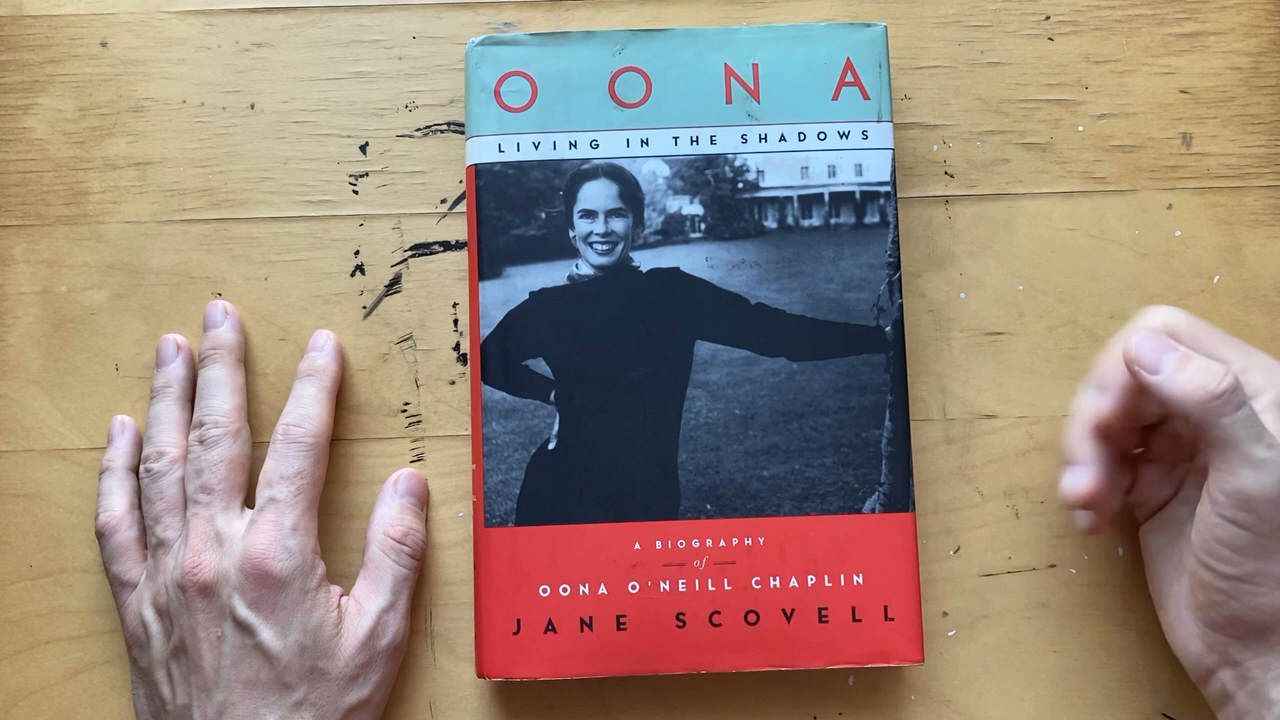 OONA
LIVING IN THE SHADOWS
A BIOGRAPHY
of
OONA O'NEILL CHAPLIN
JANE SCOVELL